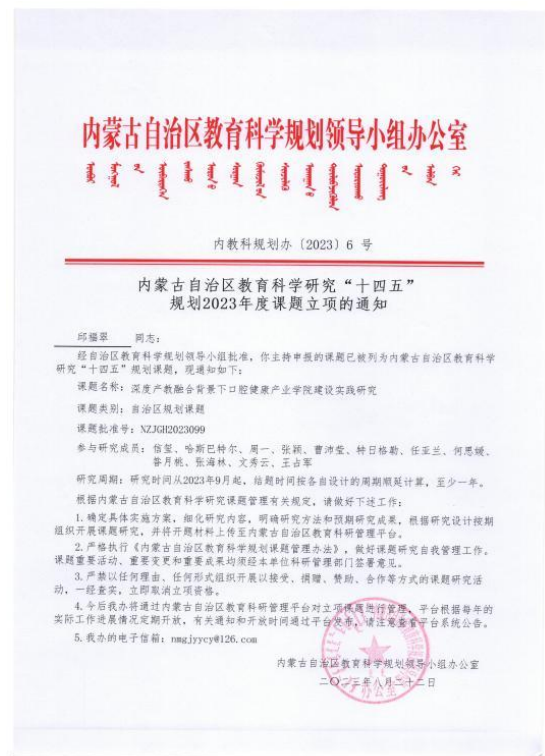 内蒙古自治区教育科学规划领导小组办公室
内教科规划办〔2023〕6 号
内蒙古自治区教育科学研究“十四五”
规划2023年度课题立项的通知
邱福翠 同志：
经自治区教育科学规划领导小组批准，你主持申报的课题已被列为内蒙古自治区教育科学
研究“十四五”规划课题，现通知如下：
课题名称：深度产教融合背景下口腔健康产业学院建设实践研究
课题类别：自治区规划课题
课题批准号：NZJGH2023099
参与研究成员：信玺、哈斯巴特尔、周一、张颖、曹沛莹、特日格勒、任亚兰、何思媛、
昝月桃、张海林、文秀云、王占军
研究周期：研究时间从2023年9月起，结题时间按各自设计的周期顺延计算，至少一年。
根据内蒙古自治区教育科学研究课题管理有关规定，请做好下述工作：
1.确定具体实施方案，细化研究内容，明确研究方法和预期研究成果，根据研究设计按期
组织开展课题研究，并将开题材料上传至内蒙古自治区教育科研管理平台。
2.严格执行《内蒙古自治区教育科学规划课题管理办法》，做好课题研究自我管理工作。
课题重要活动、重要变更和重要成果均须经本单位科研管理部门签署意见。
3.严禁以任何理由、任何形式组织开展以接受、捐赠、赞助、合作等方式的课题研究活
动，一经查实，立即取消立项资格。
4.今后我办将通过内蒙古自治区教育科研管理平台对立项课题进行管理，平台根据每年的
实际工作进展情况定期开放，有关通知和开放时间通过平台发布，请注意查看平台系统公告。
5.我办的电子信箱：nmgjyycy@126.com
内蒙古自治区教育科学规划领导小组办公室
二〇二三年八月二十二日